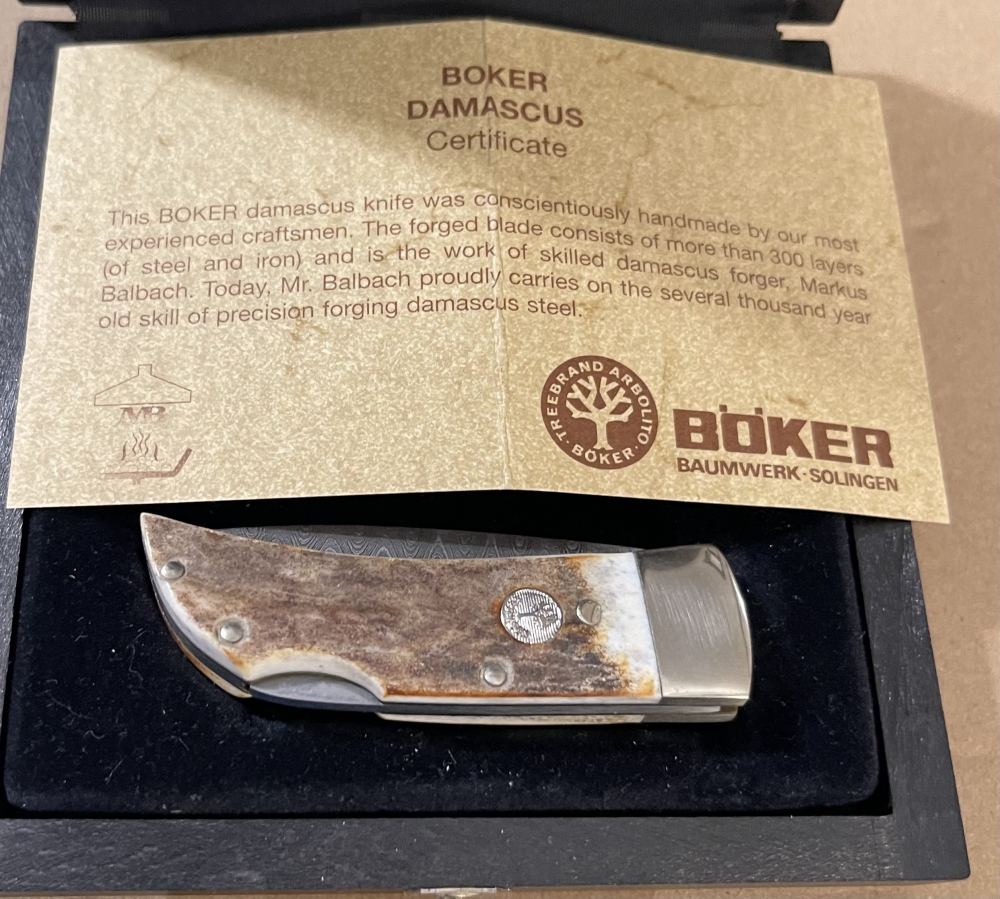 BOKER
DAMASCUS
Certificate
This BOKER damascus knife was conscientiously handmade by our most
experienced craftsmen. The forged blade consists of more than 300 layers
(of steel and iron) and is the work of skilled damascus forger, Markus
Balbach. Today, Mr. Balbach proudly carries on the several thousand year
old skill of precision forging damascus steel.
MB
TREEBRAND ARBOLITO
· BÖKER ·
BÖKER
BAUMWERK·SOLINGEN